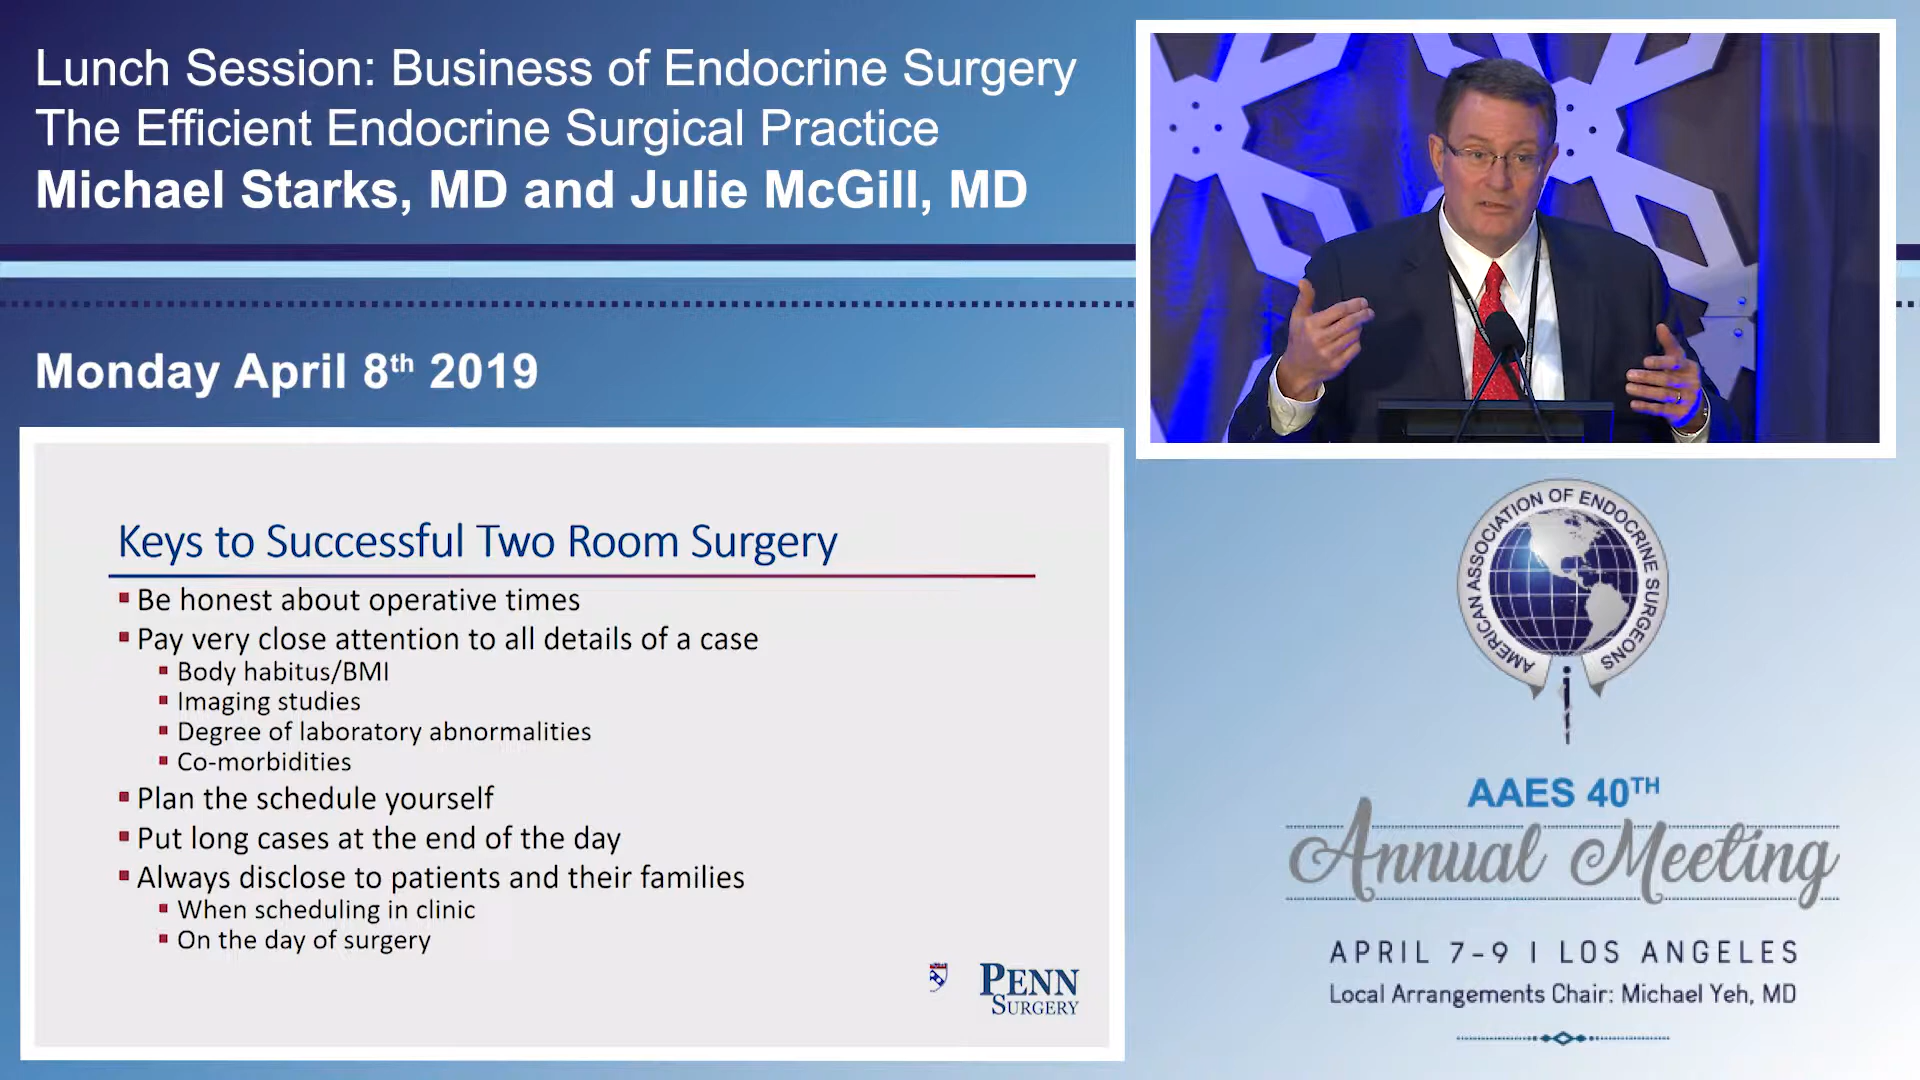 Lunch Session: Business of Endocrine Surgery
The Efficient Endocrine Surgical Practice
Michael Starks, MD and Julie McGill, MD
Monday April 8th 2019
Keys to Successful Two Room Surgery
▪ Be honest about operative times
▪ Pay very close attention to all details of a case
▪ Body habitus/BMI
▪ Imaging studies
▪ Degree of laboratory abnormalities
▪ Co-morbidities
▪ Plan the schedule yourself
▪ Put long cases at the end of the day
▪ Always disclose to patients and their families
▪ When scheduling in clinic
▪ On the day of surgery
PENN
SURGERY
AMERICAN ASSOCIATION OF ENDOCRINE SURGEONS
AAES 40TH
Annual Meeting
APRIL 7-9 | LOS ANGELES
Local Arrangements Chair: Michael Yeh, MD